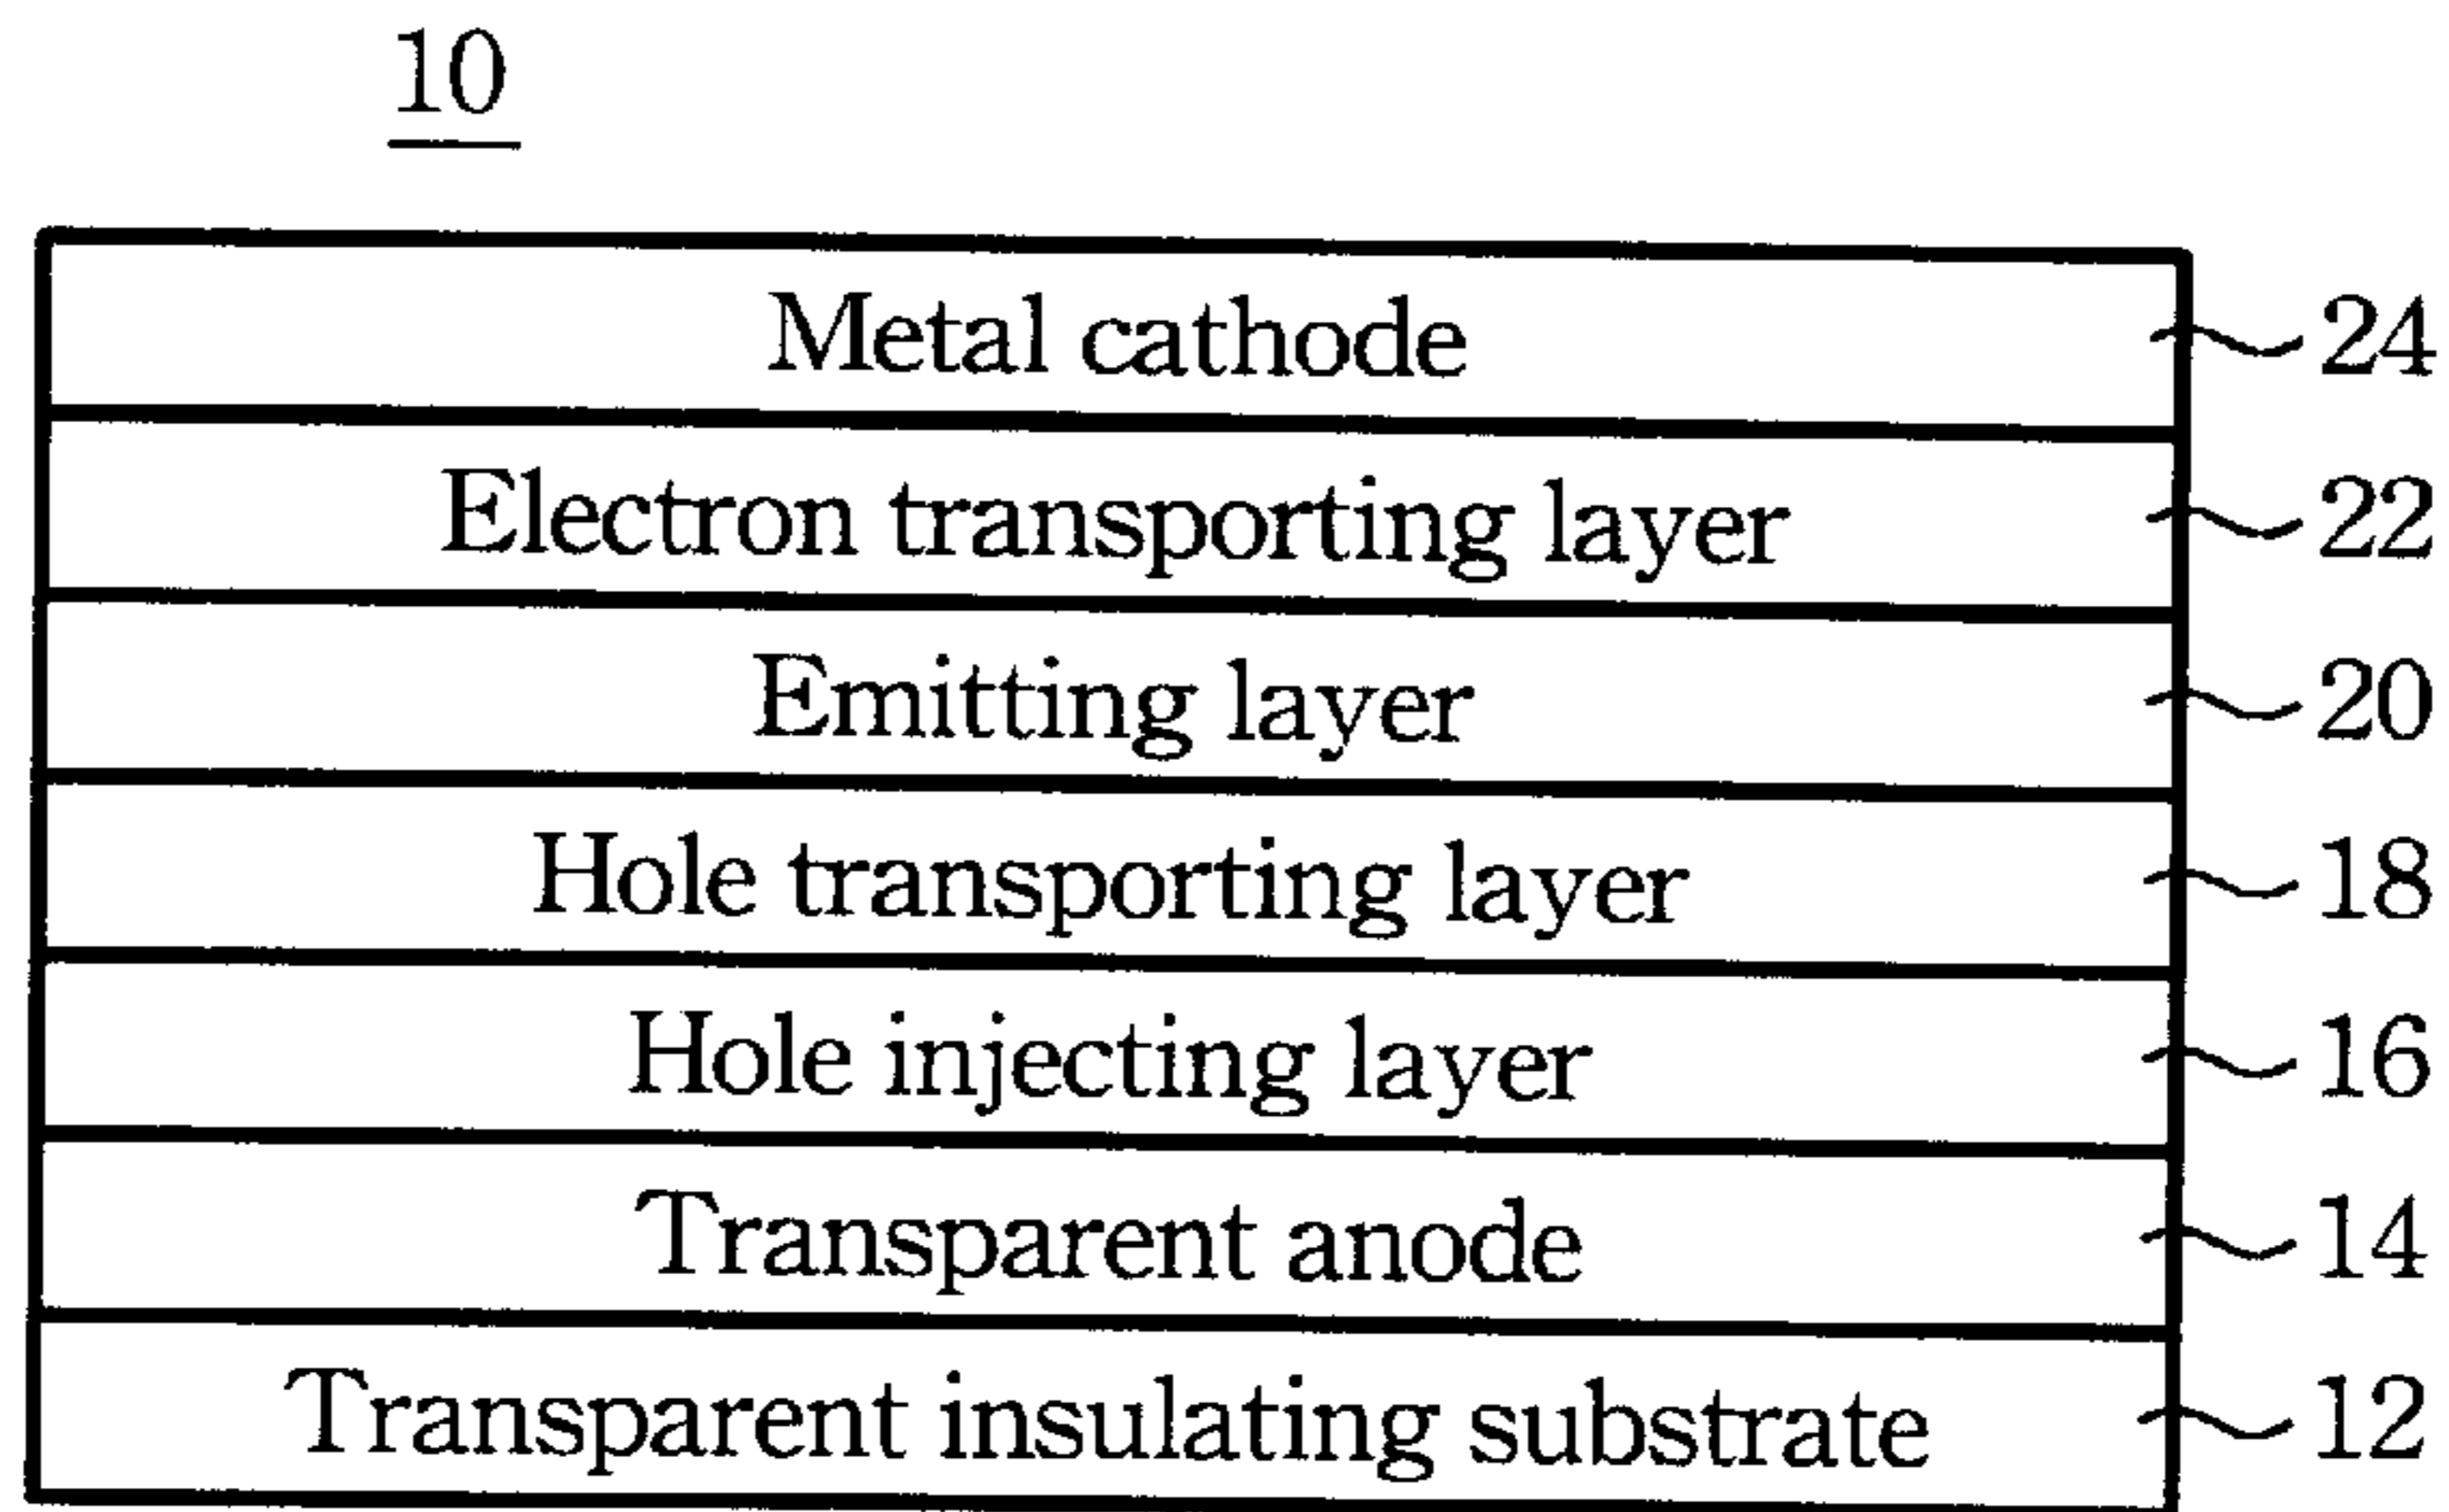 10
Metal cathode 24
Electron transporting layer 22
Emitting layer 20
Hole transporting layer 18
Hole injecting layer 16
Transparent anode 14
Transparent insulating substrate 12